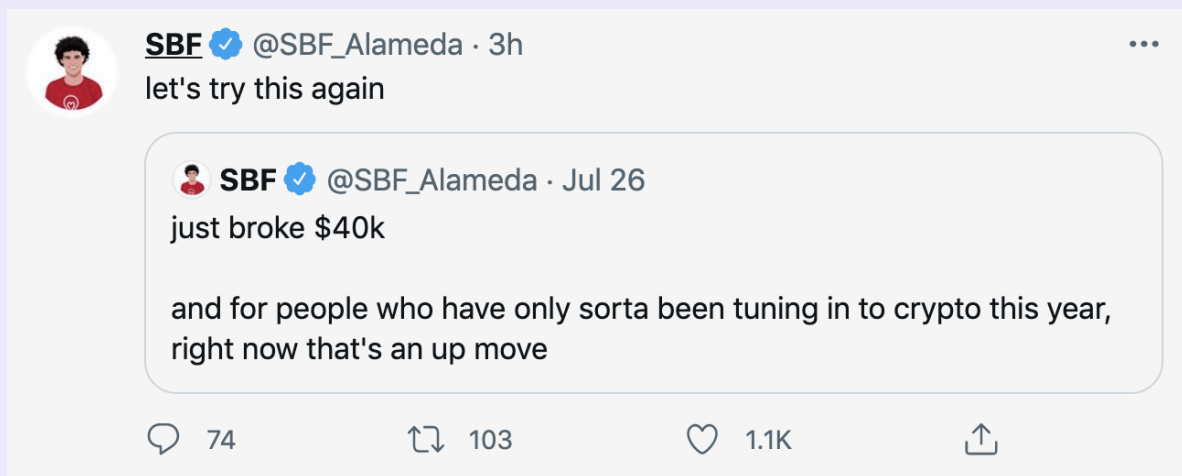 SBF @SBF_Alameda · 3h
let's try this again
SBF @SBF_Alameda · Jul 26
just broke $40k
and for people who have only sorta been tuning in to crypto this year,
right now that's an up move
74 103 1.1K